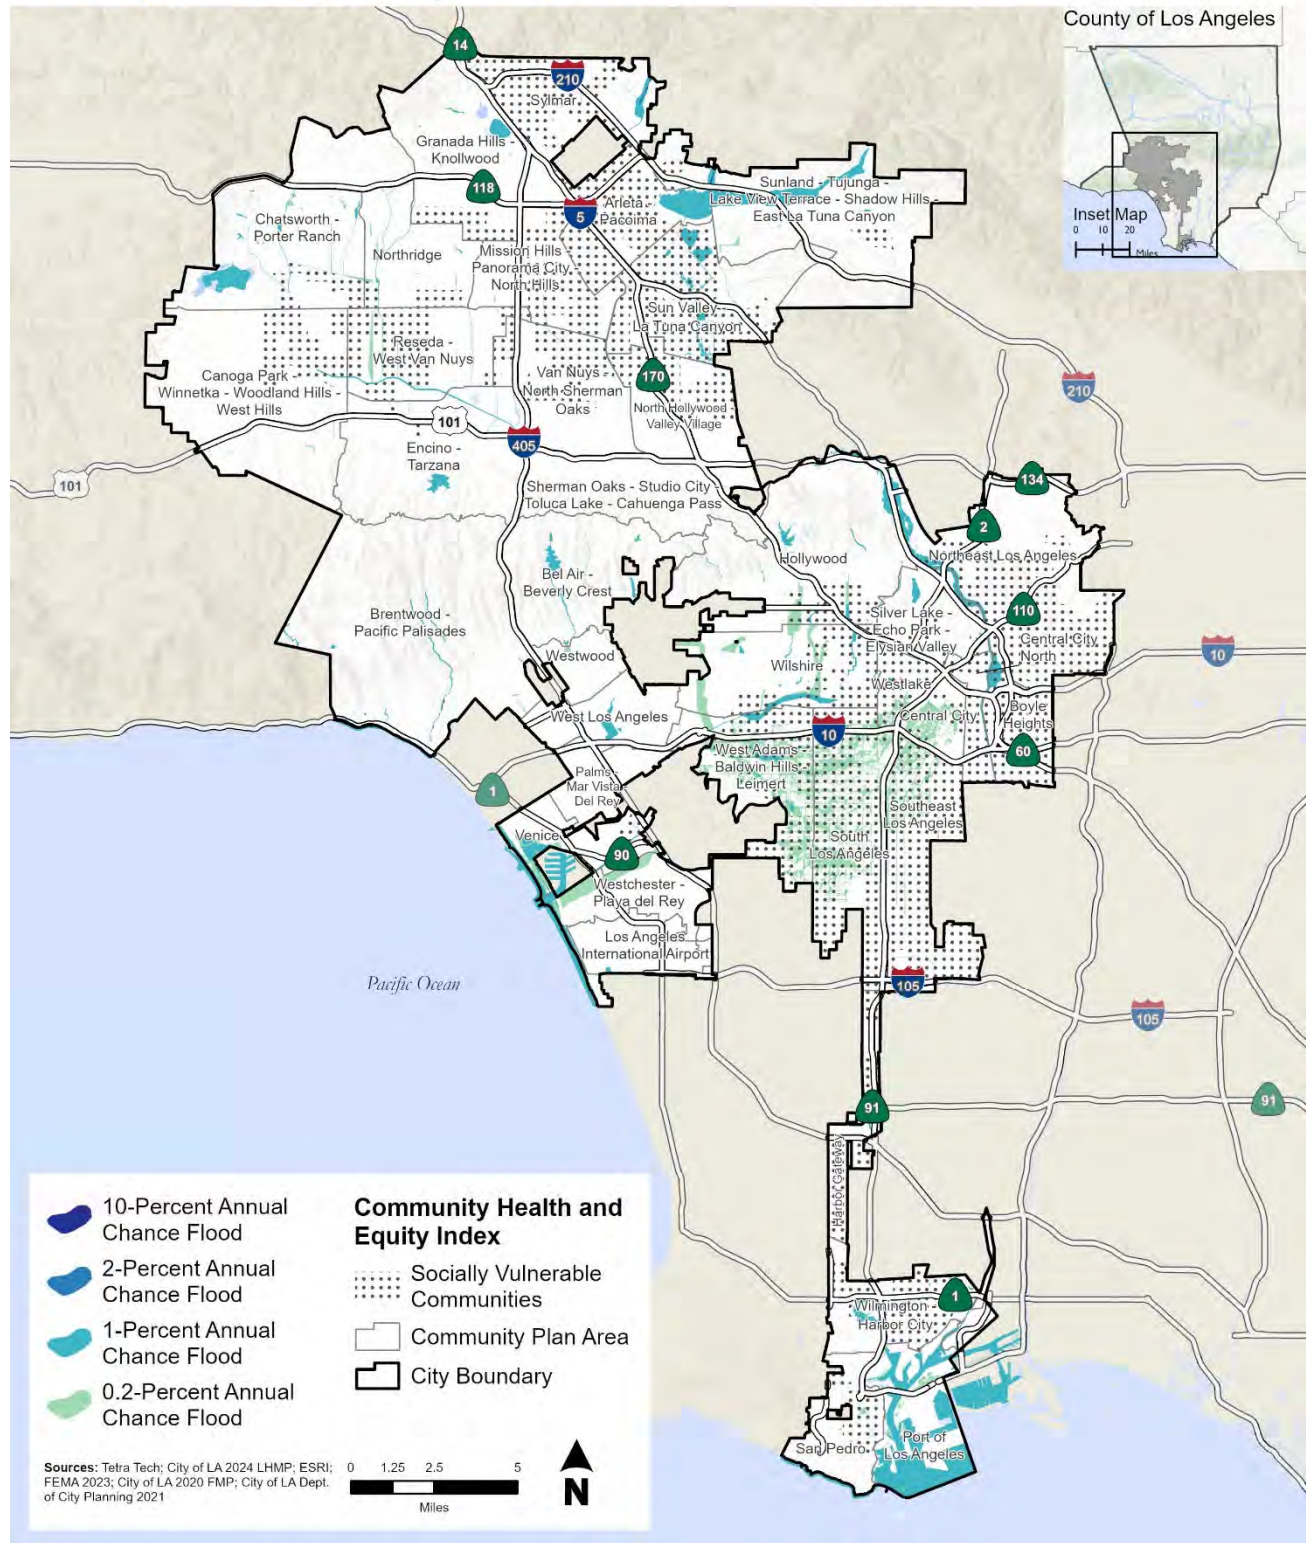 County of Los Angeles
Inset Map
0 10 20
Miles
14
210
Sylmar
Granada Hills -
Knollwood
118
5
Arleta -
Pacoima
Sunland - Tujunga -
Lake View Terrace - Shadow Hills -
East La Tuna Canyon
Chatsworth -
Porter Ranch
Northridge
Mission Hills -
Panorama City -
North Hills
Sun Valley -
La Tuna Canyon
Reseda -
West Van Nuys
Canoga Park -
Winnetka - Woodland Hills -
West Hills
Van Nuys -
North Sherman
Oaks
170
North Hollywood -
Valley Village
210
101
101
405
Encino -
Tarzana
Sherman Oaks - Studio City -
Toluca Lake - Cahuenga Pass
134
2
Hollywood
Northeast Los Angeles
Bel Air -
Beverly Crest
Brentwood -
Pacific Palisades
110
Silver Lake -
Echo Park -
Elysian Valley
Central City
North
10
Westwood
Wilshire
Westlake
West Los Angeles
Central City
Boyle
Heights
10
60
West Adams -
Baldwin Hills -
Leimert
Palms -
Mar Vista -
Del Rey
1
Southeast
Los Angeles
Venice
90
South
Los Angeles
Westchester -
Playa del Rey
Los Angeles
International Airport
Pacific Ocean
105
105
91
91
Harbor Gateway
1
Wilmington -
Harbor City
San Pedro
Port of
Los Angeles
10-Percent Annual
Chance Flood
2-Percent Annual
Chance Flood
1-Percent Annual
Chance Flood
0.2-Percent Annual
Chance Flood
Community Health and
Equity Index
Socially Vulnerable
Communities
Community Plan Area
City Boundary
Sources: Tetra Tech; City of LA 2024 LHMP; ESRI;
FEMA 2023; City of LA 2020 FMP; City of LA Dept.
of City Planning 2021
0 1.25 2.5 5
Miles
N